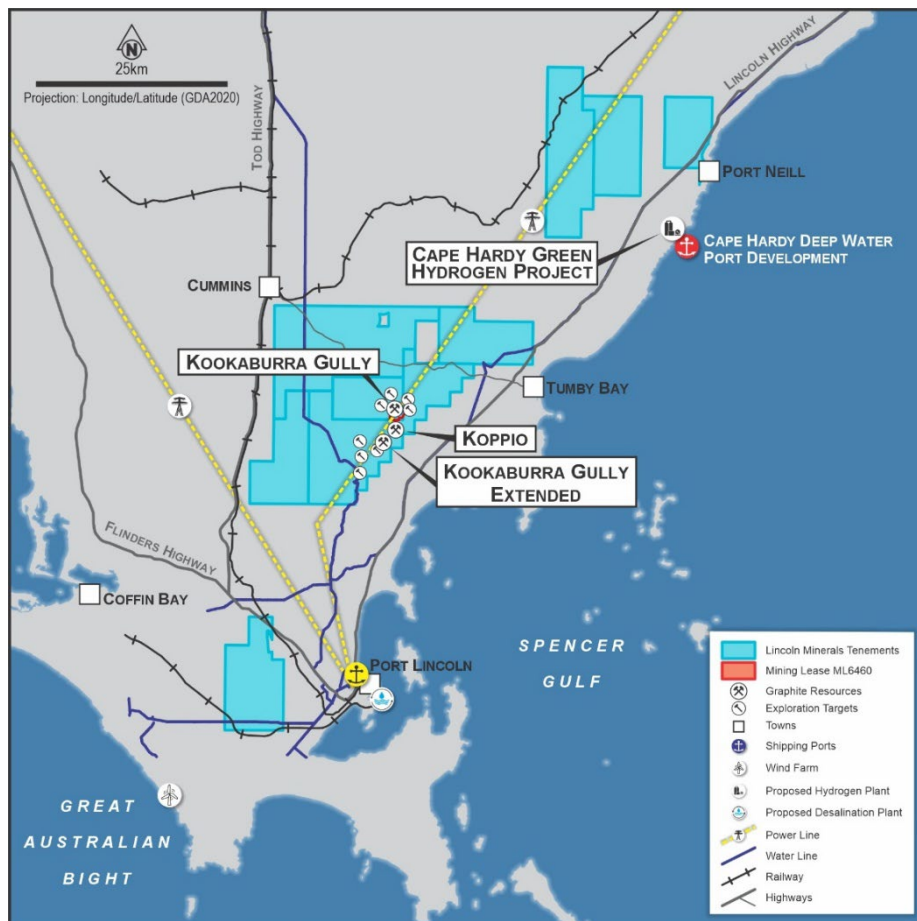 N
25km
Projection: Longitude/Latitude (GDA2020)
TOD HIGHWAY
LINCOLN HIGHWAY
PORT NEILL
CAPE HARDY GREEN
HYDROGEN PROJECT
CAPE HARDY DEEP WATER
PORT DEVELOPMENT
CUMMINS
KOOKABURRA GULLY
TUMBY BAY
KOPPIO
KOOKABURRA GULLY
EXTENDED
FLINDERS HIGHWAY
COFFIN BAY
PORT LINCOLN
SPENCER
GULF
GREAT
AUSTRALIAN
BIGHT
Lincoln Minerals Tenements
Mining Lease ML6460
Graphite Resources
Exploration Targets
Towns
Shipping Ports
Wind Farm
Proposed Hydrogen Plant
Proposed Desalination Plant
Power Line
Water Line
Railway
Highways